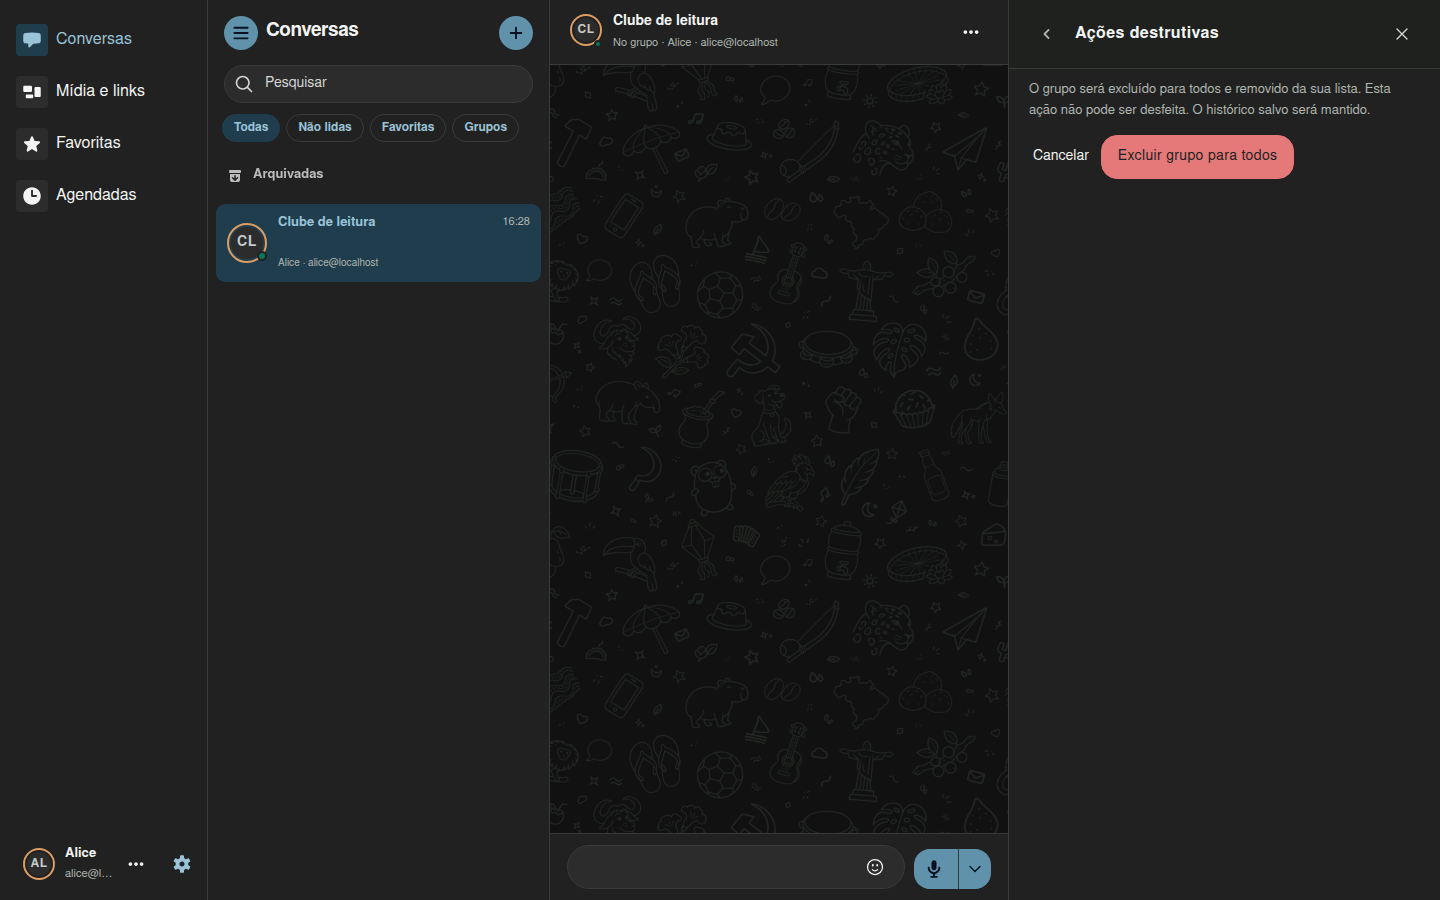 Conversas
Mídia e links
Favoritas
Agendadas
AL
Alice
alice@l...
Conversas
Pesquisar
Todas
Não lidas
Favoritas
Grupos
Arquivadas
CL
Clube de leitura
16:28
Alice · alice@localhost
CL
Clube de leitura
No grupo · Alice · alice@localhost
Ações destrutivas
O grupo será excluído para todos e removido da sua lista. Esta
ação não pode ser desfeita. O histórico salvo será mantido.
Cancelar
Excluir grupo para todos